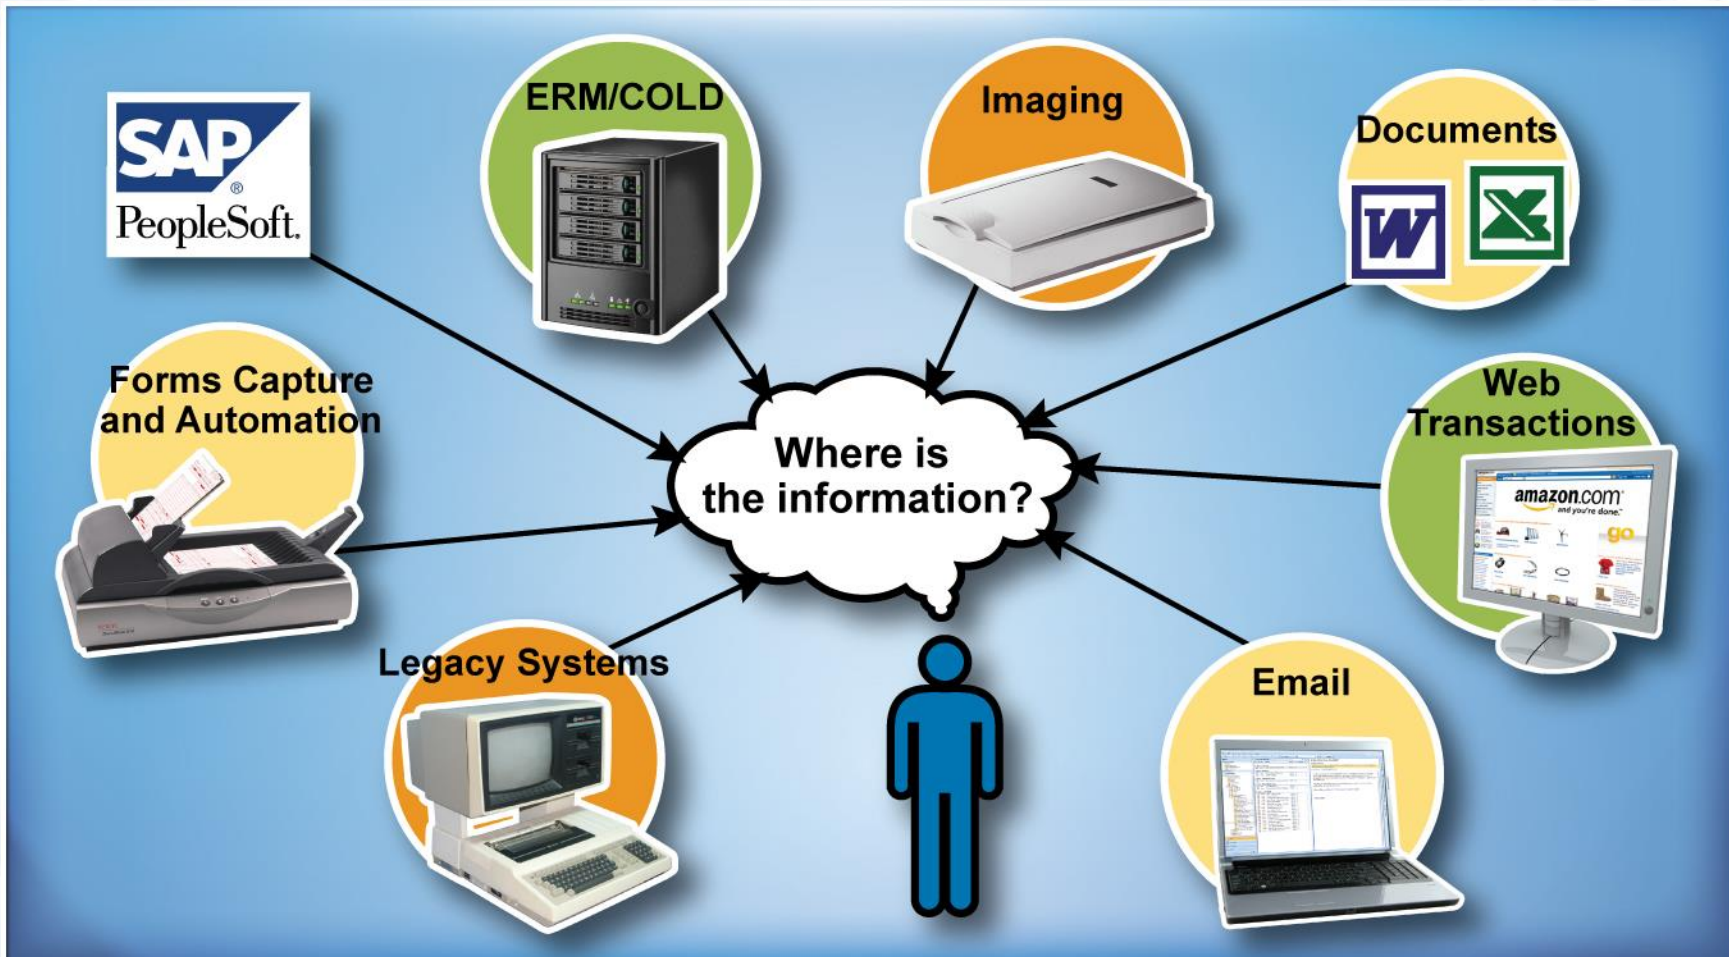 SAP
®
PeopleSoft.
ERM/COLD
Imaging
Documents
W
X
Forms Capture
and Automation
Where is
the information?
Web
Transactions
amazon.com
and you're done.™
go
Legacy Systems
Email